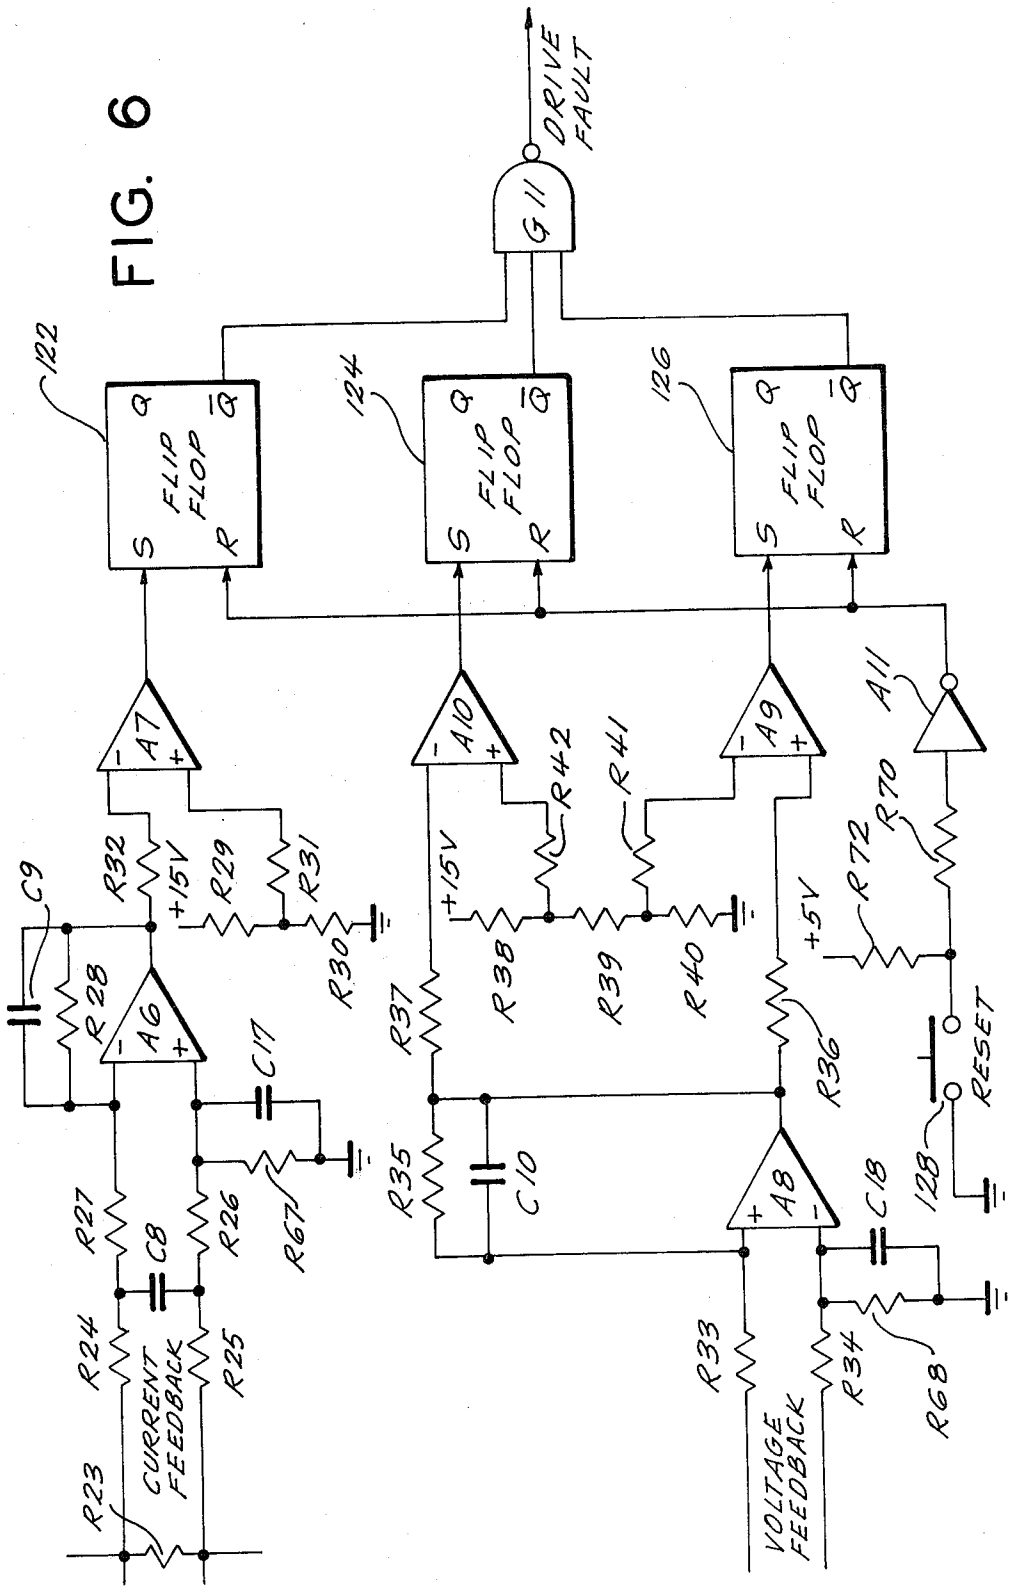 FIG. 6
122
FLIP
FLOP
S
R
Q
Q̅
124
FLIP
FLOP
S
R
Q
Q̅
126
FLIP
FLOP
S
R
Q
Q̅
G11
DRIVE
FAULT
C9
R28
A6
-
+
R32
A7
-
+
+15V
R29
R31
R30
R27
C8
R26
C17
R67
R24
R25
R23
CURRENT
FEEDBACK
R37
A10
-
+
+15V
R38
R42
R39
R41
R40
A9
-
+
R35
C10
R36
A8
+
-
C18
R33
R34
R68
VOLTAGE
FEEDBACK
A11
R70
R72
+5V
128
RESET